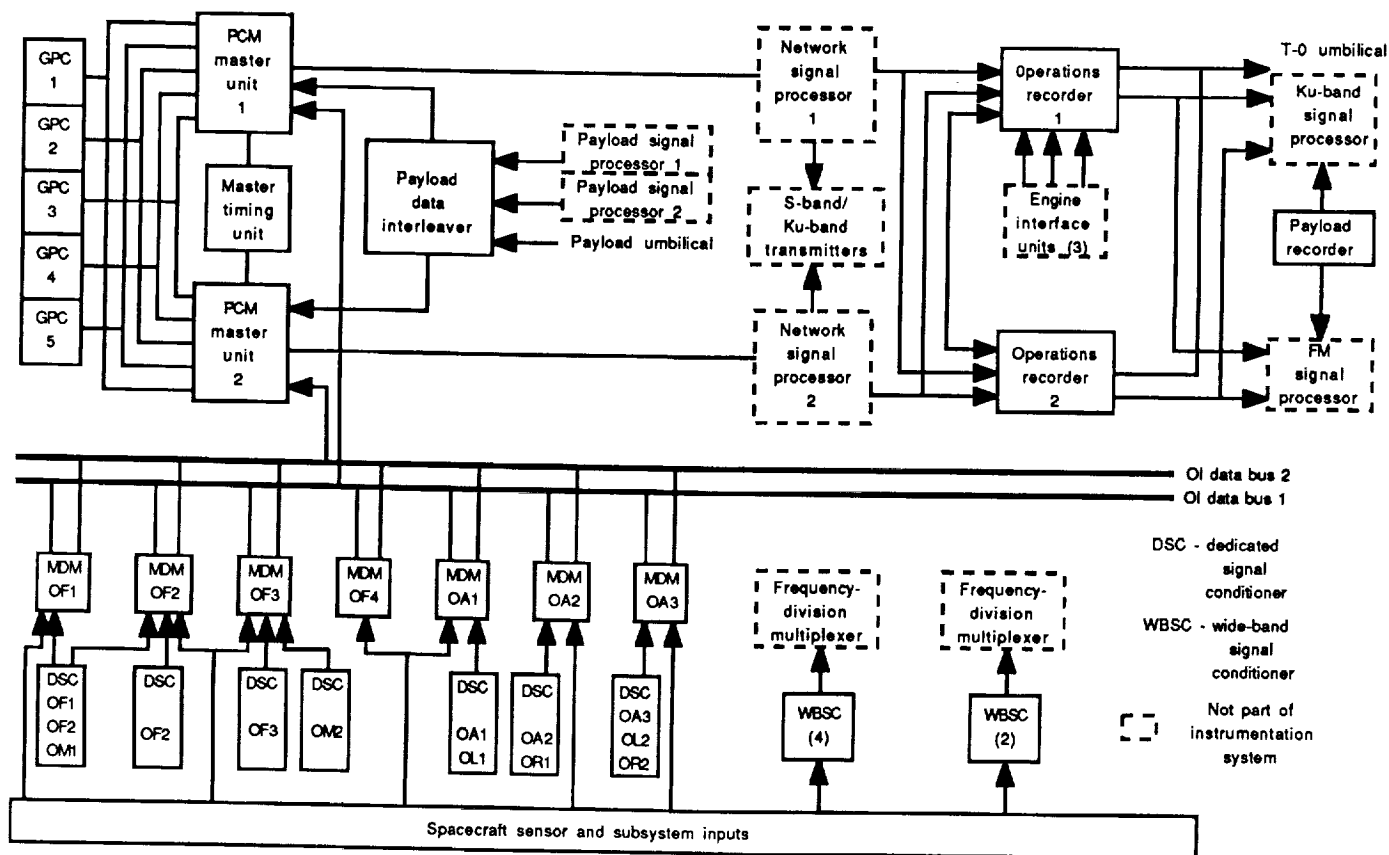 GPC
1
GPC
2
GPC
3
GPC
4
GPC
5
PCM
master
unit
1
Master
timing
unit
PCM
master
unit
2
Payload
data
interleaver
Payload signal
processor 1
Payload signal
processor 2
Payload umbilical
Network
signal
processor
1
S-band/
Ku-band
transmitters
Network
signal
processor
2
Operations
recorder
1
Engine
interface
units (3)
Operations
recorder
2
T-0 umbilical
Ku-band
signal
processor
Payload
recorder
FM
signal
processor
OI data bus 2
OI data bus 1
MDM
OF1
MDM
OF2
MDM
OF3
MDM
OF4
MDM
OA1
MDM
OA2
MDM
OA3
DSC
OF1
OF2
OM1
DSC
OF2
DSC
OF3
DSC
OM2
DSC
OA1
OL1
DSC
OA2
OR1
DSC
OA3
OL2
OR2
Frequency-
division
multiplexer
WBSC
(4)
Frequency-
division
multiplexer
WBSC
(2)
DSC - dedicated
signal
conditioner
WBSC - wide-band
signal
conditioner
Not part of
instrumentation
system
Spacecraft sensor and subsystem inputs